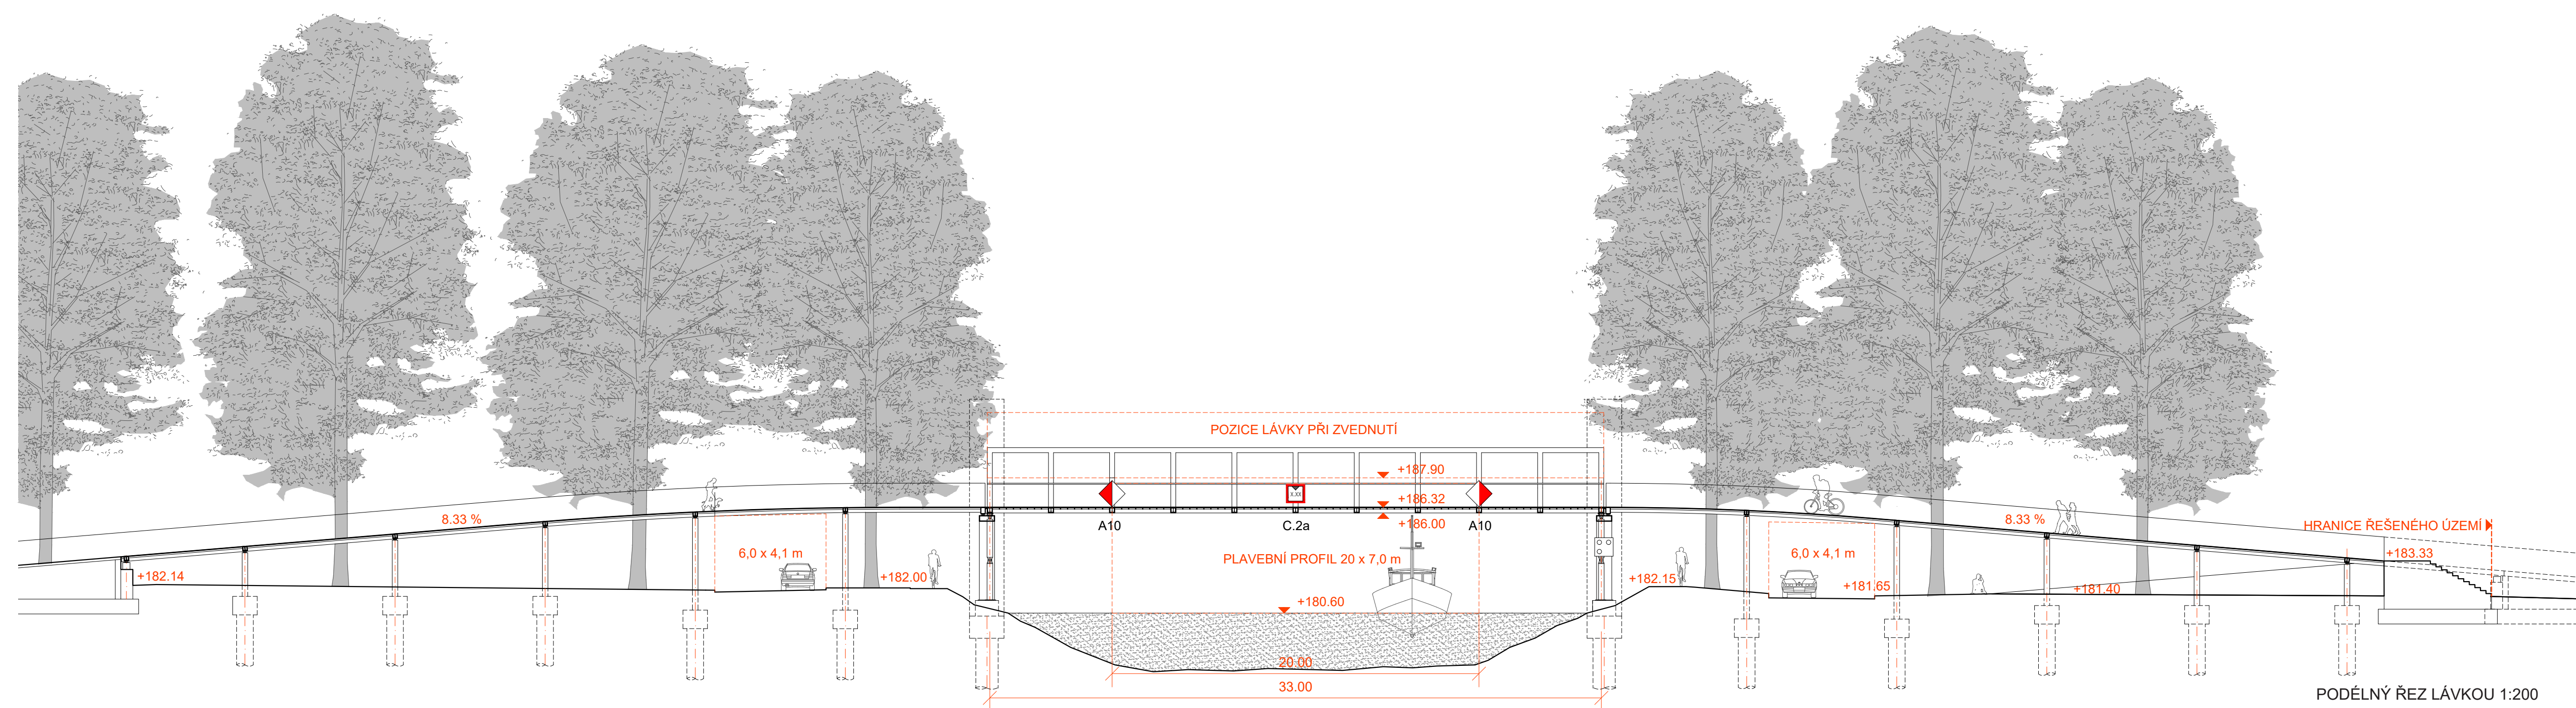 POZICE LÁVKY PŘI ZVEDNUTÍ
+187.90
X.XX
+186.32
8.33 %
A10
C.2a
A10
+186.00
8.33 %
HRANICE ŘEŠENÉHO ÚZEMÍ
6,0 x 4,1 m
PLAVEBNÍ PROFIL 20 x 7,0 m
6,0 x 4,1 m
+183.33
+182.14
+182.00
+182.15
+181.65
+181.40
+180.60
20.00
33.00
PODÉLNÝ ŘEZ LÁVKOU 1:200